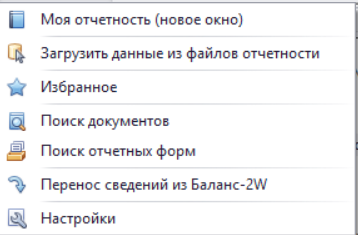 Моя отчетность (новое окно)
Загрузить данные из файлов отчетности
Избранное
Поиск документов
Поиск отчетных форм
Перенос сведений из Баланс-2W
Настройки